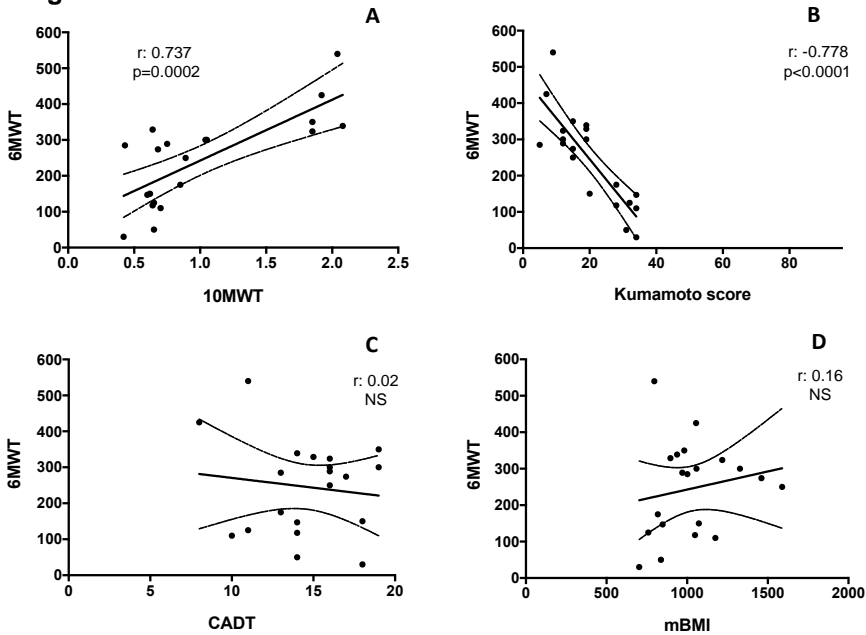 A
r: 0.737
p=0.0002
6MWT
600
500
400
300
200
100
0
0.0 0.5 1.0 1.5 2.0 2.5
10MWT
B
r: -0.778
p<0.0001
6MWT
600
500
400
300
200
100
0
0 20 40 60 80
Kumamoto score
C
r: 0.02
NS
6MWT
600
500
400
300
200
100
0
0 5 10 15 20
CADT
D
r: 0.16
NS
6MWT
600
500
400
300
200
100
0
0 500 1000 1500 2000
mBMI